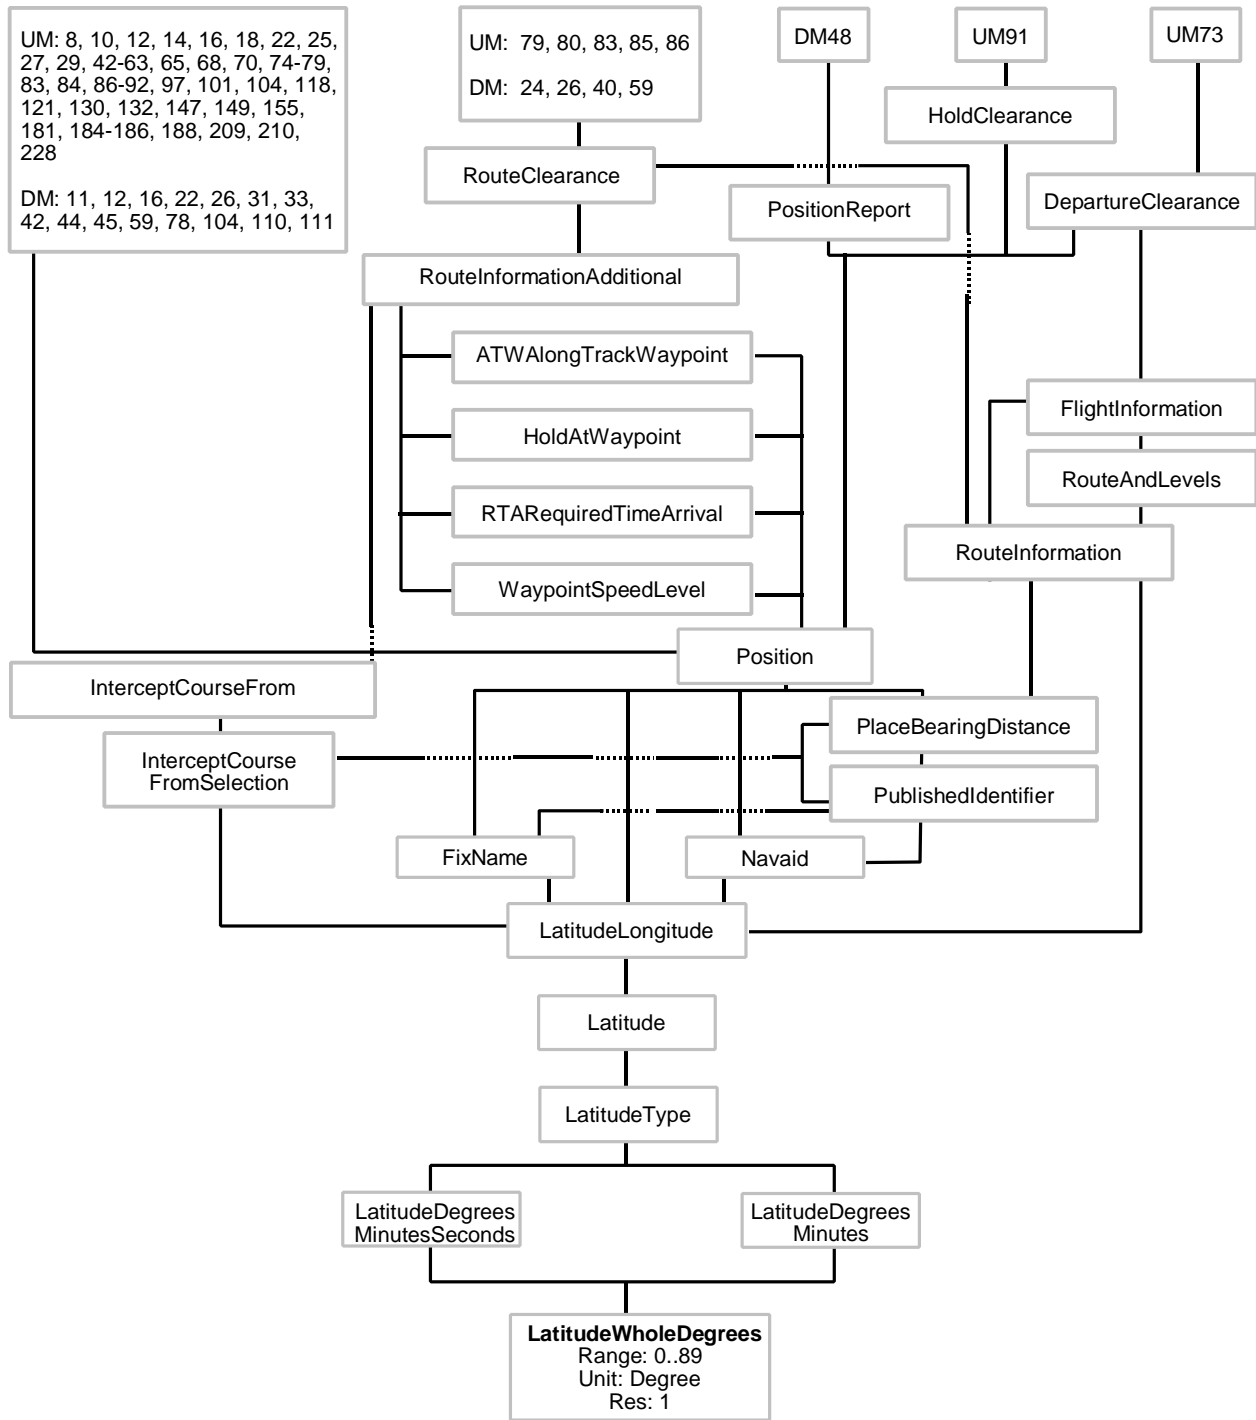 UM: 8, 10, 12, 14, 16, 18, 22, 25,
27, 29, 42-63, 65, 68, 70, 74-79,
83, 84, 86-92, 97, 101, 104, 118,
121, 130, 132, 147, 149, 155,
181, 184-186, 188, 209, 210,
228
DM: 11, 12, 16, 22, 26, 31, 33,
42, 44, 45, 59, 78, 104, 110, 111
UM: 79, 80, 83, 85, 86
DM: 24, 26, 40, 59
DM48
UM91
UM73
HoldClearance
RouteClearance
PositionReport
DepartureClearance
RouteInformationAdditional
ATWAlongTrackWaypoint
FlightInformation
HoldAtWaypoint
RouteAndLevels
RTARequiredTimeArrival
RouteInformation
WaypointSpeedLevel
Position
InterceptCourseFrom
PlaceBearingDistance
InterceptCourse
FromSelection
PublishedIdentifier
FixName
Navaid
LatitudeLongitude
Latitude
LatitudeType
LatitudeDegrees
MinutesSeconds
LatitudeDegrees
Minutes
LatitudeWholeDegrees
Range: 0..89
Unit: Degree
Res: 1